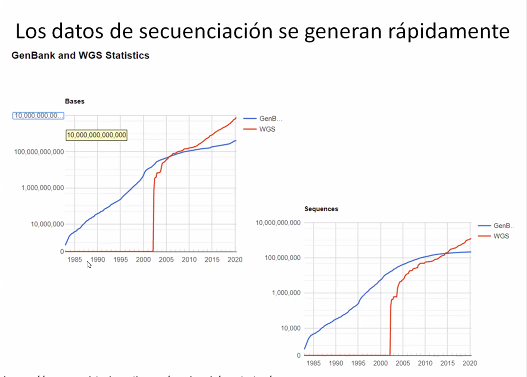 Los datos de secuenciación se generan rápidamente
GenBank and WGS Statistics
Bases
10,000,000,00...
10,000,000,000,000
100,000,000,000
1,000,000,000
10,000,000
0
1985 1990 1995 2000 2005 2010 2015 2020
GenB...
WGS
Sequences
10,000,000,000
100,000,000
1,000,000
10,000
0
1985 1990 1995 2000 2005 2010 2015 2020
GenB..
WGS